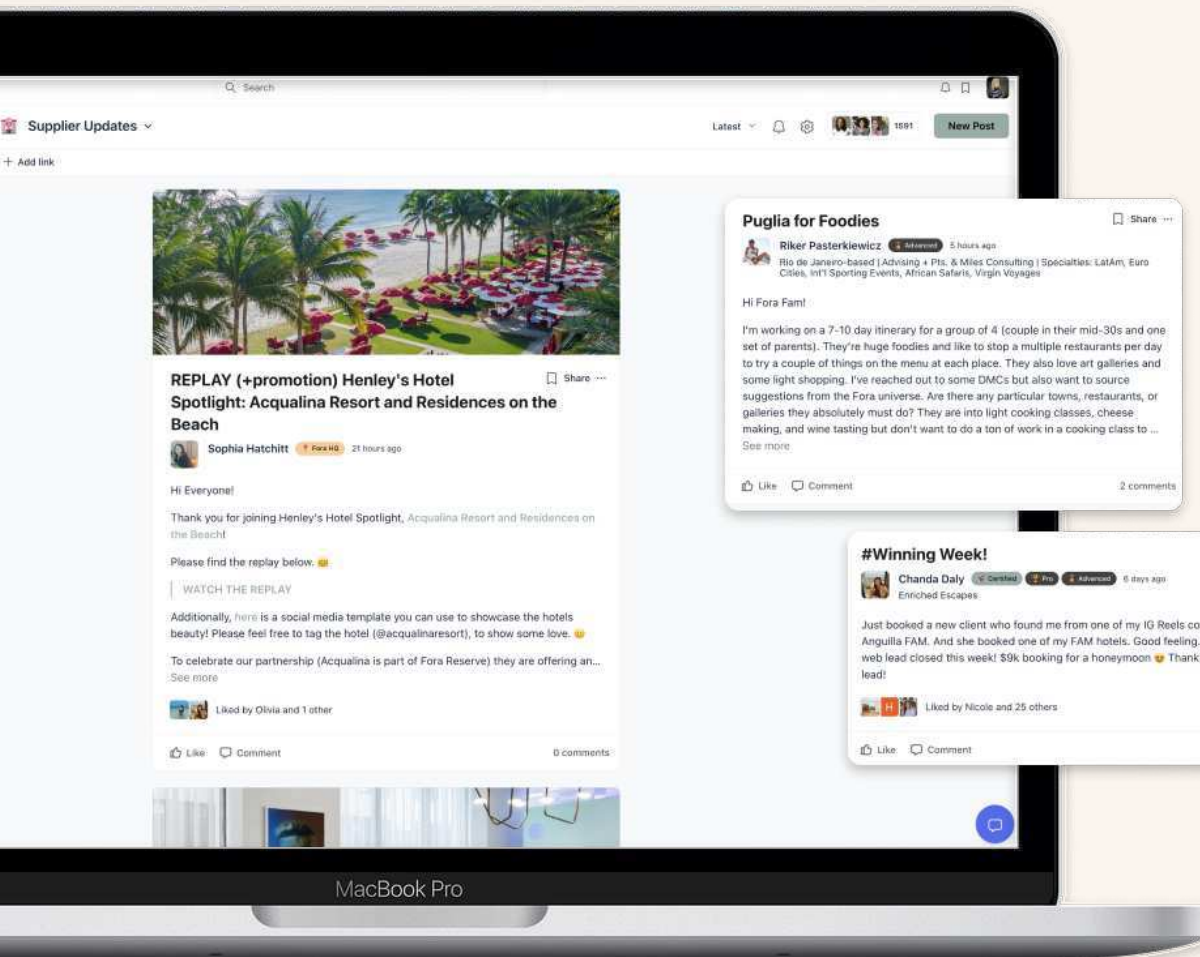 Search
Supplier Updates
Latest
1591
New Post
+ Add link
REPLAY (+promotion) Henley's Hotel
Spotlight: Acqualina Resort and Residences on the
Beach
Share ...
Sophia Hatchitt Fora HQ 21 hours ago
Hi Everyone!
Thank you for joining Henley's Hotel Spotlight, Acqualina Resort and Residences on
the Beach!
Please find the replay below.
WATCH THE REPLAY
Additionally, here is a social media template you can use to showcase the hotels
beauty! Please feel free to tag the hotel (@acqualinaresort), to show some love.
To celebrate our partnership (Acqualina is part of Fora Reserve) they are offering an...
See more
Liked by Olivia and 1 other
Like Comment 0 comments
Puglia for Foodies
Share ...
Riker Pasterkiewicz Advanced 5 hours ago
Rio de Janeiro-based | Advising + Pts. & Miles Consulting | Specialties: LatAm, Euro
Cities, Int'l Sporting Events, African Safaris, Virgin Voyages
Hi Fora Fam!
I'm working on a 7-10 day itinerary for a group of 4 (couple in their mid-30s and one
set of parents). They're huge foodies and like to stop a multiple restaurants per day
to try a couple of things on the menu at each place. They also love art galleries and
some light shopping. I've reached out to some DMCs but also want to source
suggestions from the Fora universe. Are there any particular towns, restaurants, or
galleries they absolutely must do? They are into light cooking classes, cheese
making, and wine tasting but don't want to do a ton of work in a cooking class to ...
See more
Like Comment 2 comments
#Winning Week!
Chanda Daly Certified Pro Advanced 6 days ago
Enriched Escapes
Just booked a new client who found me from one of my IG Reels co
Anguilla FAM. And she booked one of my FAM hotels. Good feeling.
web lead closed this week! $9k booking for a honeymoon Thank
lead!
H
Liked by Nicole and 25 others
Like Comment
MacBook Pro